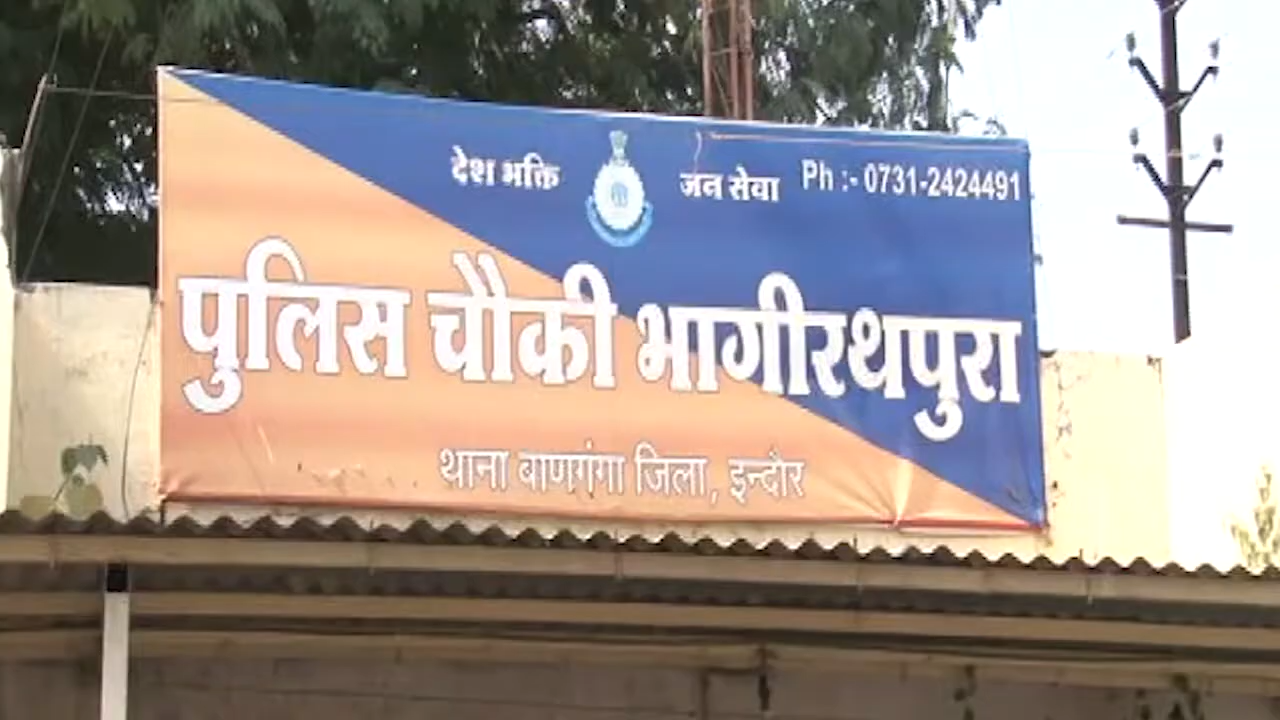 देश भक्ति जन सेवा Ph :- 0731-2424491
पुलिस चौकी भागीरथपुरा
थाना बाणगंगा जिला, इन्दौर